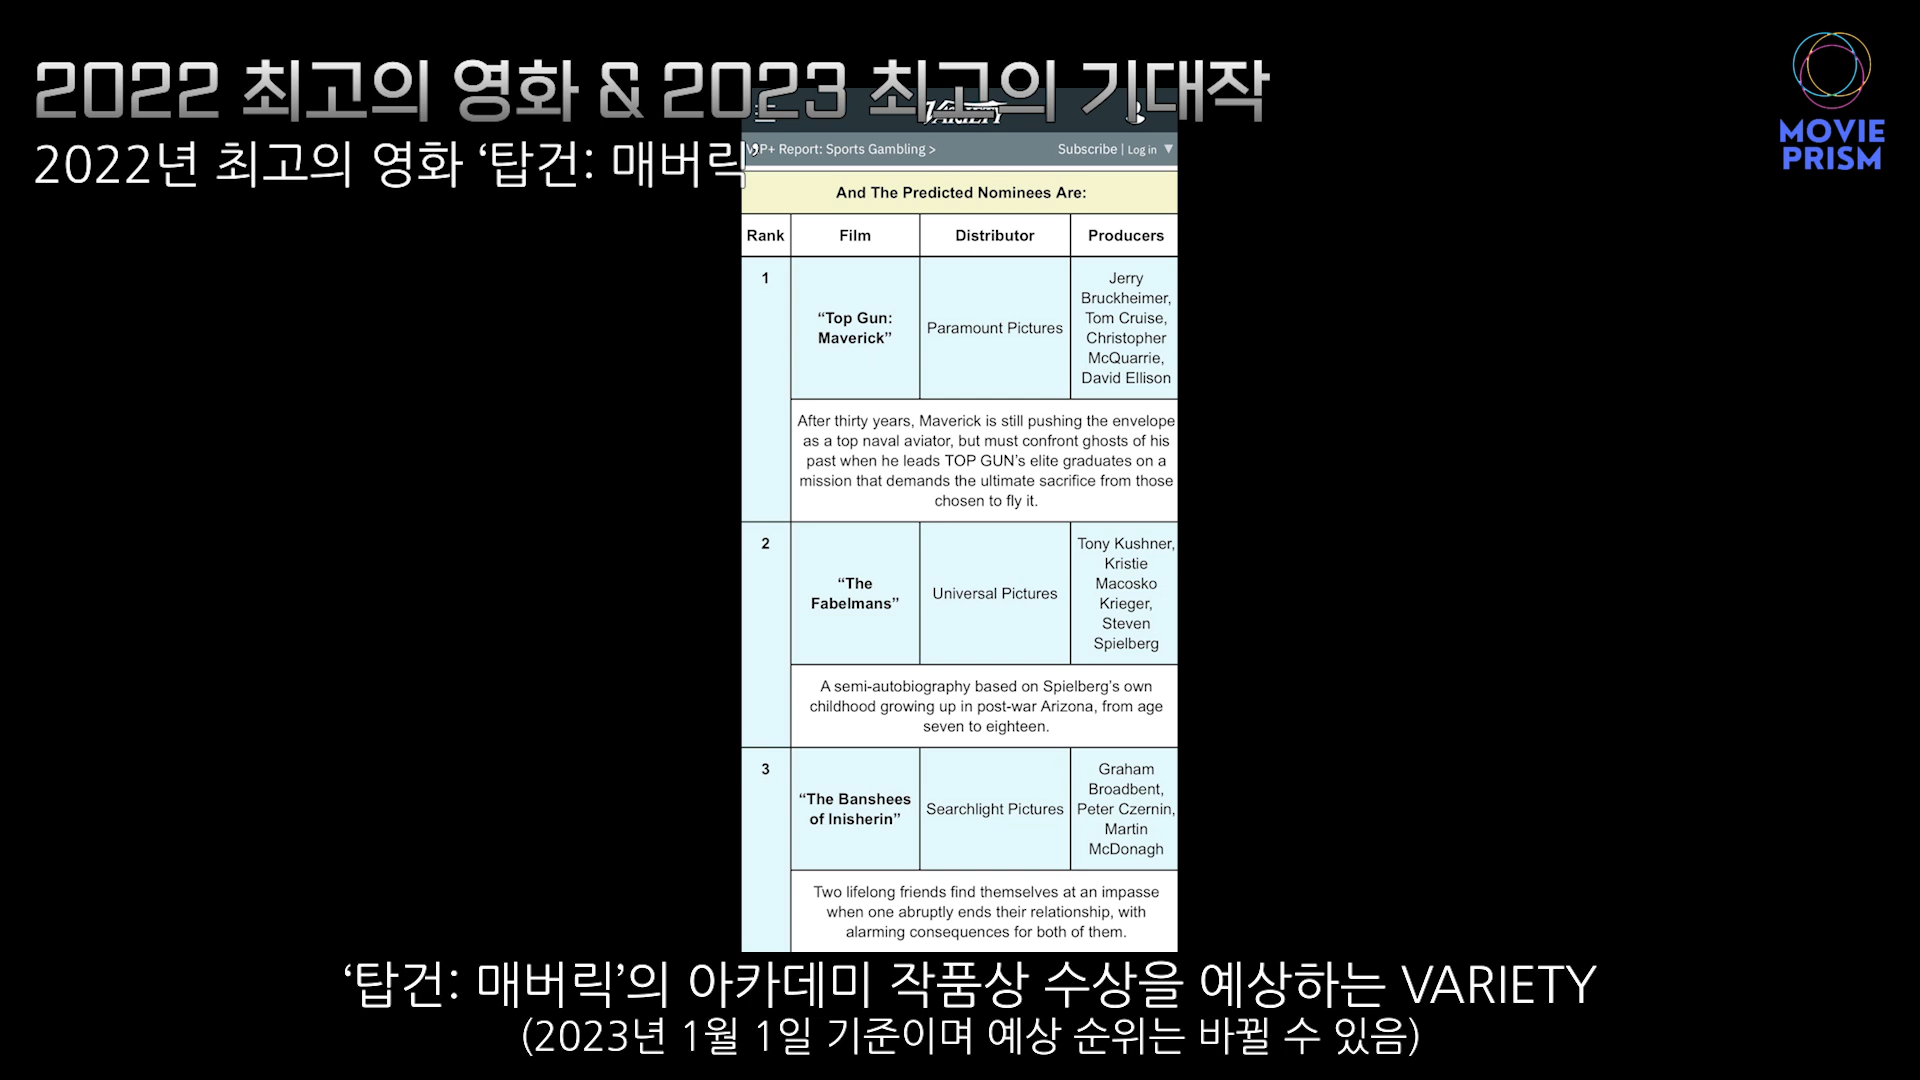 2022 최고의 영화 & 2023 최고의 기대작
2022년 최고의 영화 ‘탑건: 매버릭’
MOVIE
PRISM
VARIETY
VIP+ Report: Sports Gambling >
Subscribe | Log in ▼
And The Predicted Nominees Are:
Rank Film Distributor Producers
1
“Top Gun:
Maverick”
Paramount Pictures
Jerry
Bruckheimer,
Tom Cruise,
Christopher
McQuarrie,
David Ellison
After thirty years, Maverick is still pushing the envelope
as a top naval aviator, but must confront ghosts of his
past when he leads TOP GUN’s elite graduates on a
mission that demands the ultimate sacrifice from those
chosen to fly it.
2
“The
Fabelmans”
Universal Pictures
Tony Kushner,
Kristie
Macosko
Krieger,
Steven
Spielberg
A semi-autobiography based on Spielberg’s own
childhood growing up in post-war Arizona, from age
seven to eighteen.
3
“The Banshees
of Inisherin”
Searchlight Pictures
Graham
Broadbent,
Peter Czernin,
Martin
McDonagh
Two lifelong friends find themselves at an impasse
when one abruptly ends their relationship, with
alarming consequences for both of them.
‘탑건: 매버릭’의 아카데미 작품상 수상을 예상하는 VARIETY
(2023년 1월 1일 기준이며 예상 순위는 바뀔 수 있음)